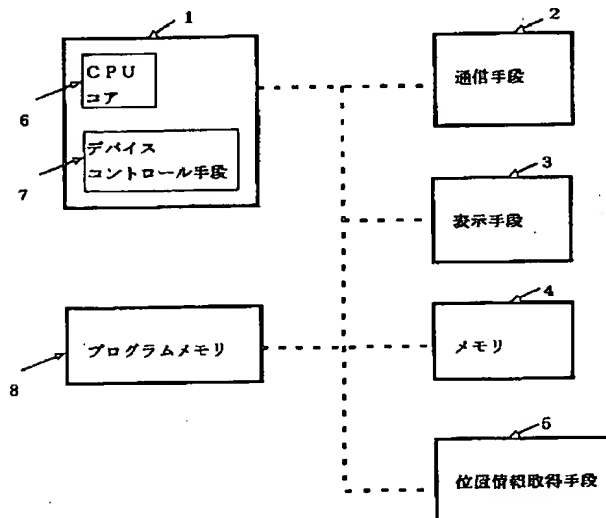 1
CPU
コア
6
デバイス
コントロール手段
7
プログラムメモリ
8
2
通信手段
3
表示手段
4
メモリ
5
位置情報取得手段